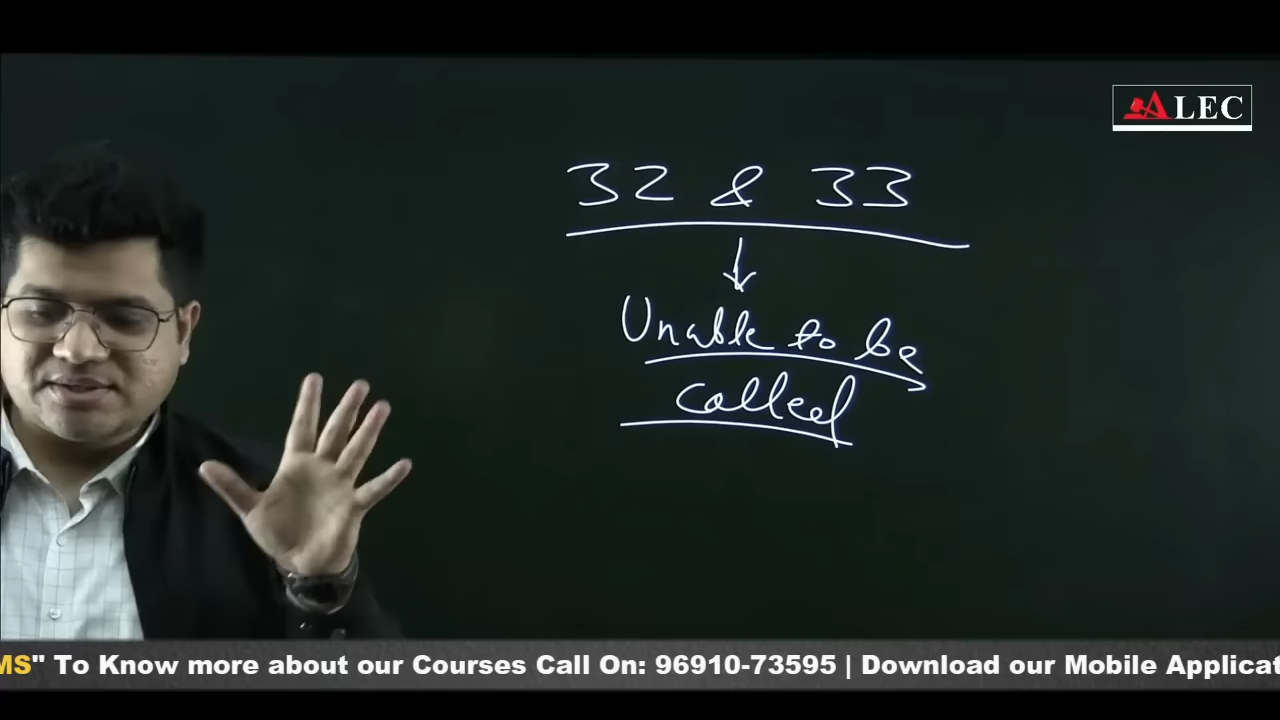 ALEC
32 & 33
Unable to be
called
MS" To Know more about our Courses Call On: 96910-73595 | Download our Mobile Applicat